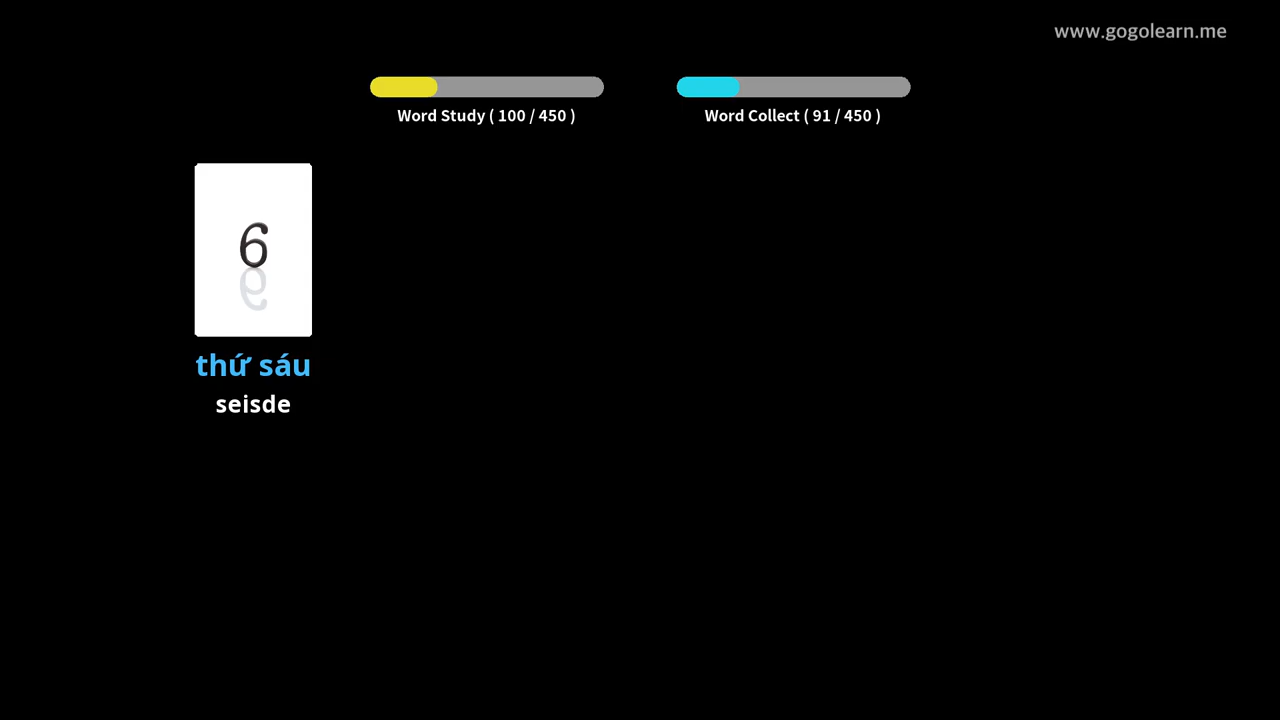 www.gogolearn.me
Word Study ( 100 / 450 )
Word Collect ( 91 / 450 )
6
thứ sáu
seisde